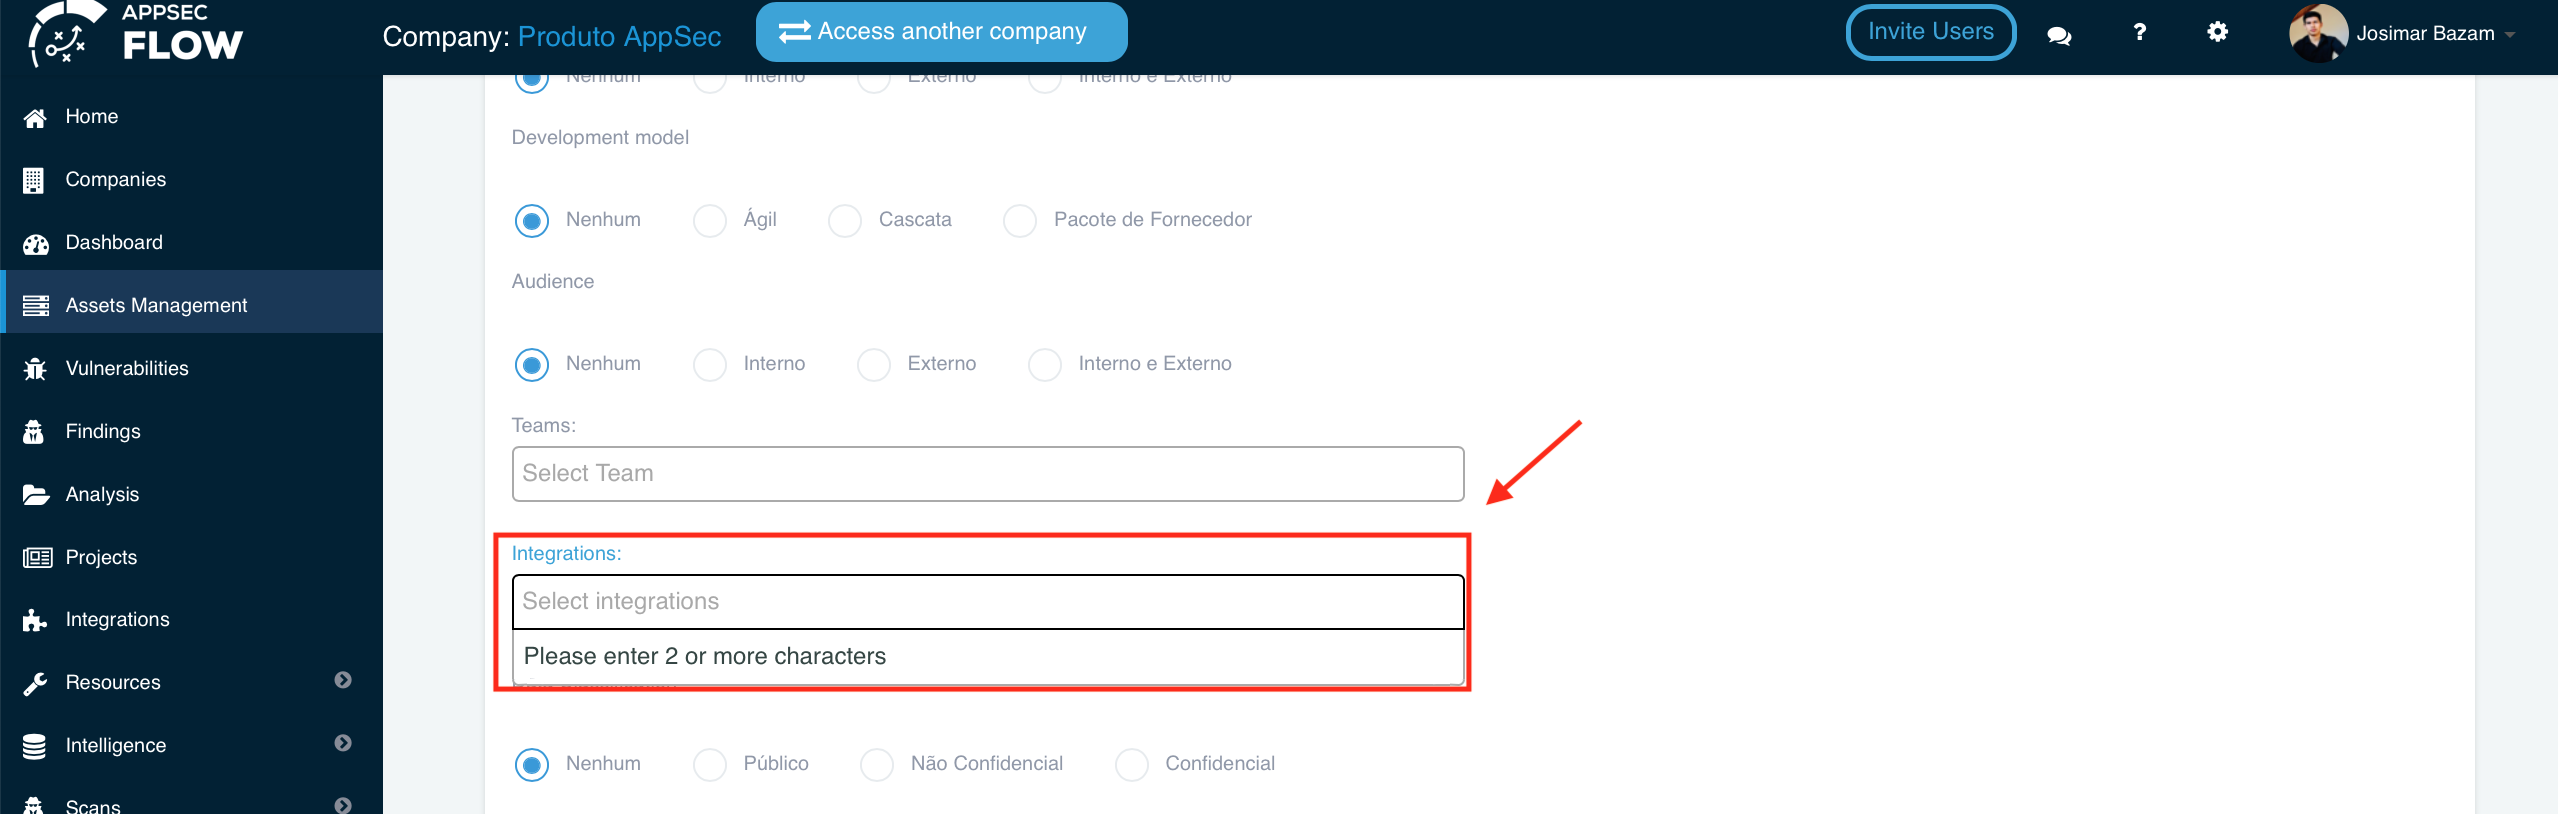 APPSEC
FLOW
Company: Produto AppSec
Access another company
Invite Users
?
Josimar Bazam
Home
Companies
Dashboard
Assets Management
Vulnerabilities
Findings
Analysis
Projects
Integrations
Resources
Intelligence
Scans
Nenhum Interno Externo Interno e Externo
Development model
Nenhum Ágil Cascata Pacote de Fornecedor
Audience
Nenhum Interno Externo Interno e Externo
Teams:
Select Team
Integrations:
Select integrations
Please enter 2 or more characters
Nenhum Público Não Confidencial Confidencial